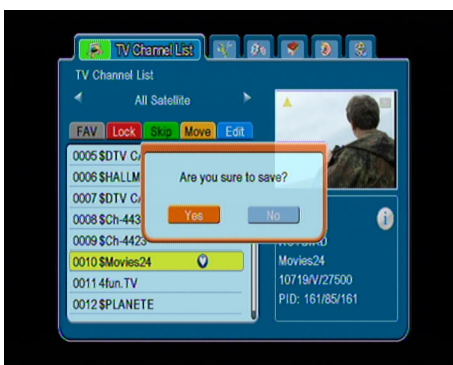 TV Channel List
TV Channel List
All Satellite
FAV Lock Skip Move Edit
0005 $DTV
0006 $HALLM
0007 $DTV
0008 $Ch-443
0009 $Ch-4423
0010 $Movies24
0011 4fun.TV
0012 $PLANETE
Are you sure to save?
Yes No
Movies24
10719/V/27500
PID: 161/85/161